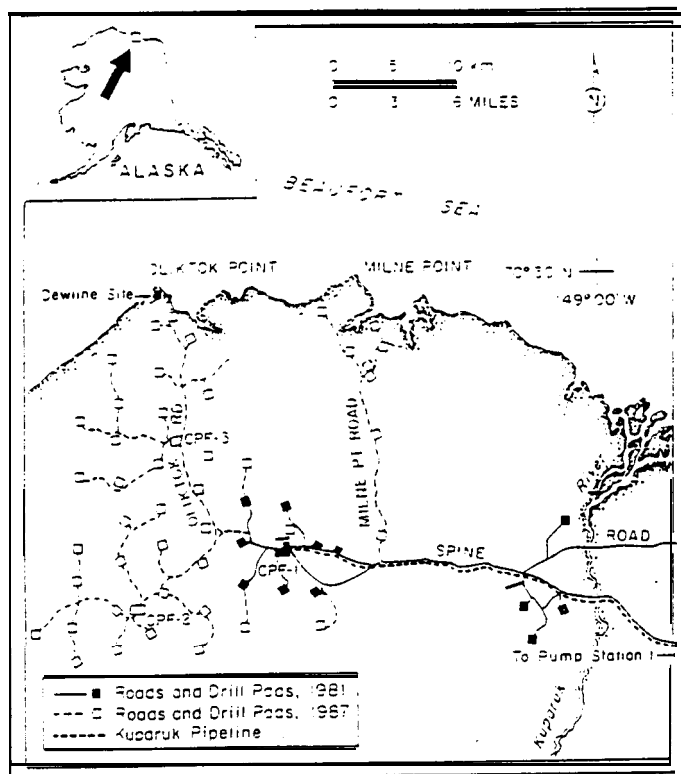 0 5 10 Km
0 3 6 MILES
N
ALASKA
BEAUFORT SEA
OLIKTOK POINT
MILNE POINT
70°30' N
149°00' W
Dewline Site
OLIKTOK RD
CPF-3
MILNE PT ROAD
River
SPINE ROAD
CPF-1
CPF-2
To Pump Station 1
Kuparuk
Roads and Drill Pads, 1981
Roads and Drill Pads, 1987
Kuparuk Pipeline